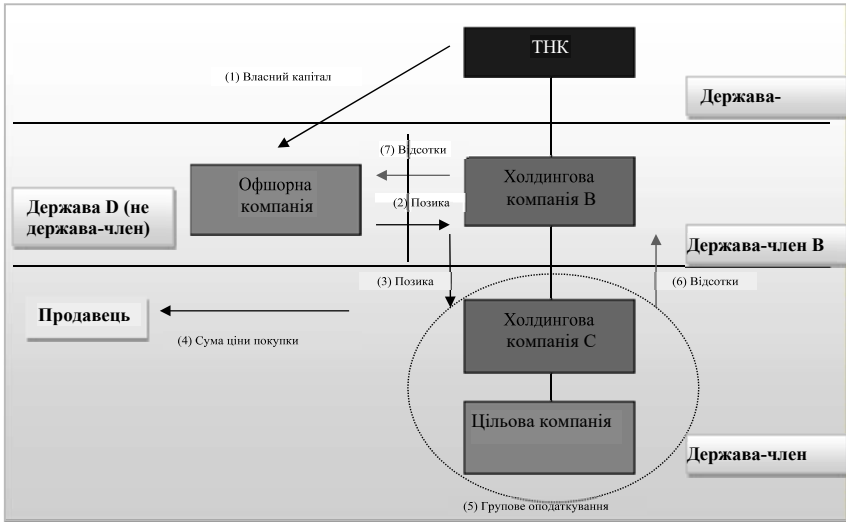 ТНК
(1) Власний капітал
Держава-
(7) Відсотки
Офшорна
компанія
Холдингова
компанія B
(2) Позика
Держава D (не
держава-член)
Держава-член B
(3) Позика
(6) Відсотки
Продавець
(4) Сума ціни покупки
Холдингова
компанія C
Цільова компанія
Держава-член
(5) Групове оподаткування